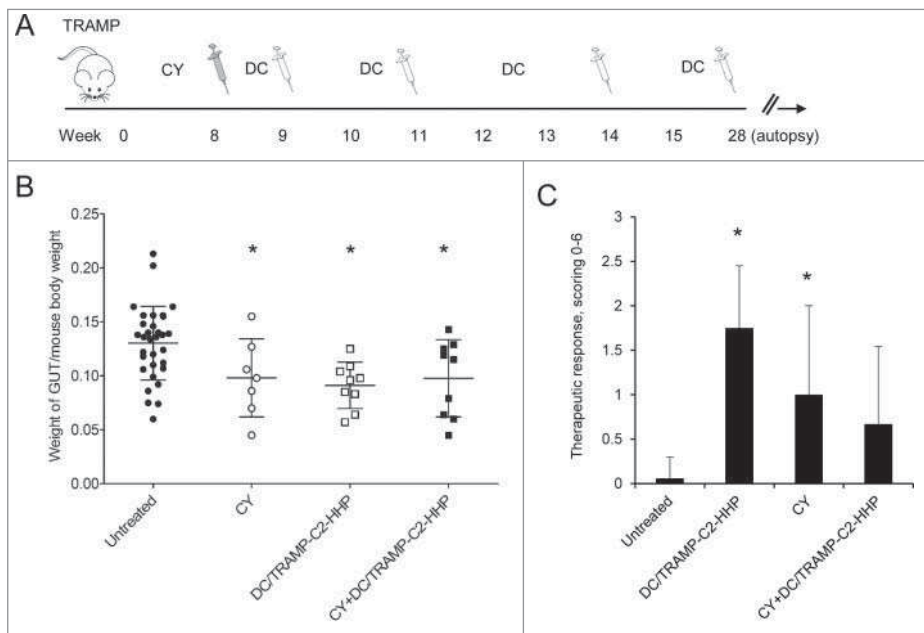 A
TRAMP
CY DC DC DC DC
Week 0 8 9 10 11 12 13 14 15 28 (autopsy)
B
Weight of GUT/mouse body weight
0.25
0.20
0.15
0.10
0.05
0.00
* * *
Untreated
CY
DC/TRAMP-C2-HHP
CY+DC/TRAMP-C2-HHP
C
Therapeutic response, scoring 0-6
3
2.5
2
1.5
1
0.5
0
* *
Untreated
DC/TRAMP-C2-HHP
CY
CY+DC/TRAMP-C2-HHP